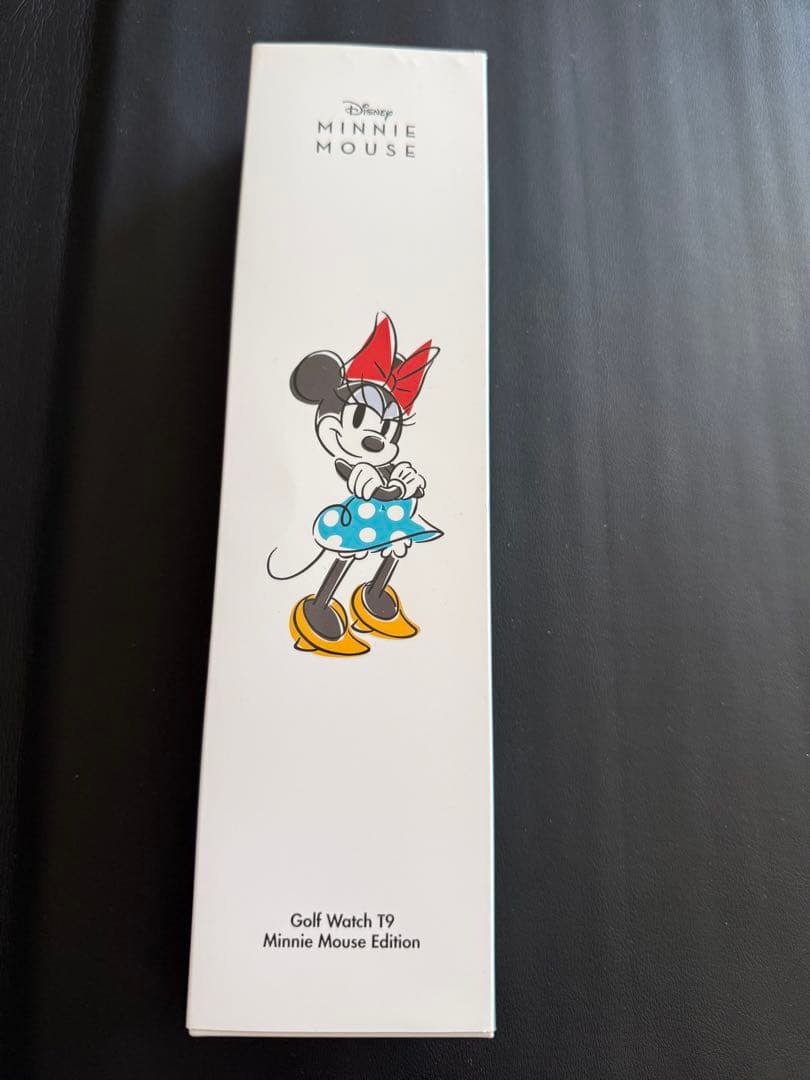 Disney
MINNIE
MOUSE
Golf Watch T9
Minnie Mouse Edition